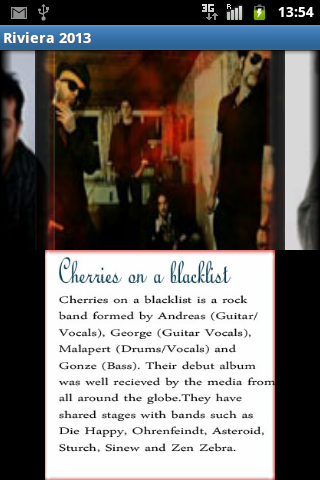 3G R 13:54
Riviera 2013
Cherries on a blacklist
Cherries on a blacklist is a rock
band formed by Andreas (Guitar/
Vocals), George (Guitar Vocals),
Malapert (Drums/Vocals) and
Gonze (Bass). Their debut album
was well recieved by the media from
all around the globe.They have
shared stages with bands such as
Die Happy, Ohrenfeindt, Asteroid,
Sturch, Sinew and Zen Zebra.